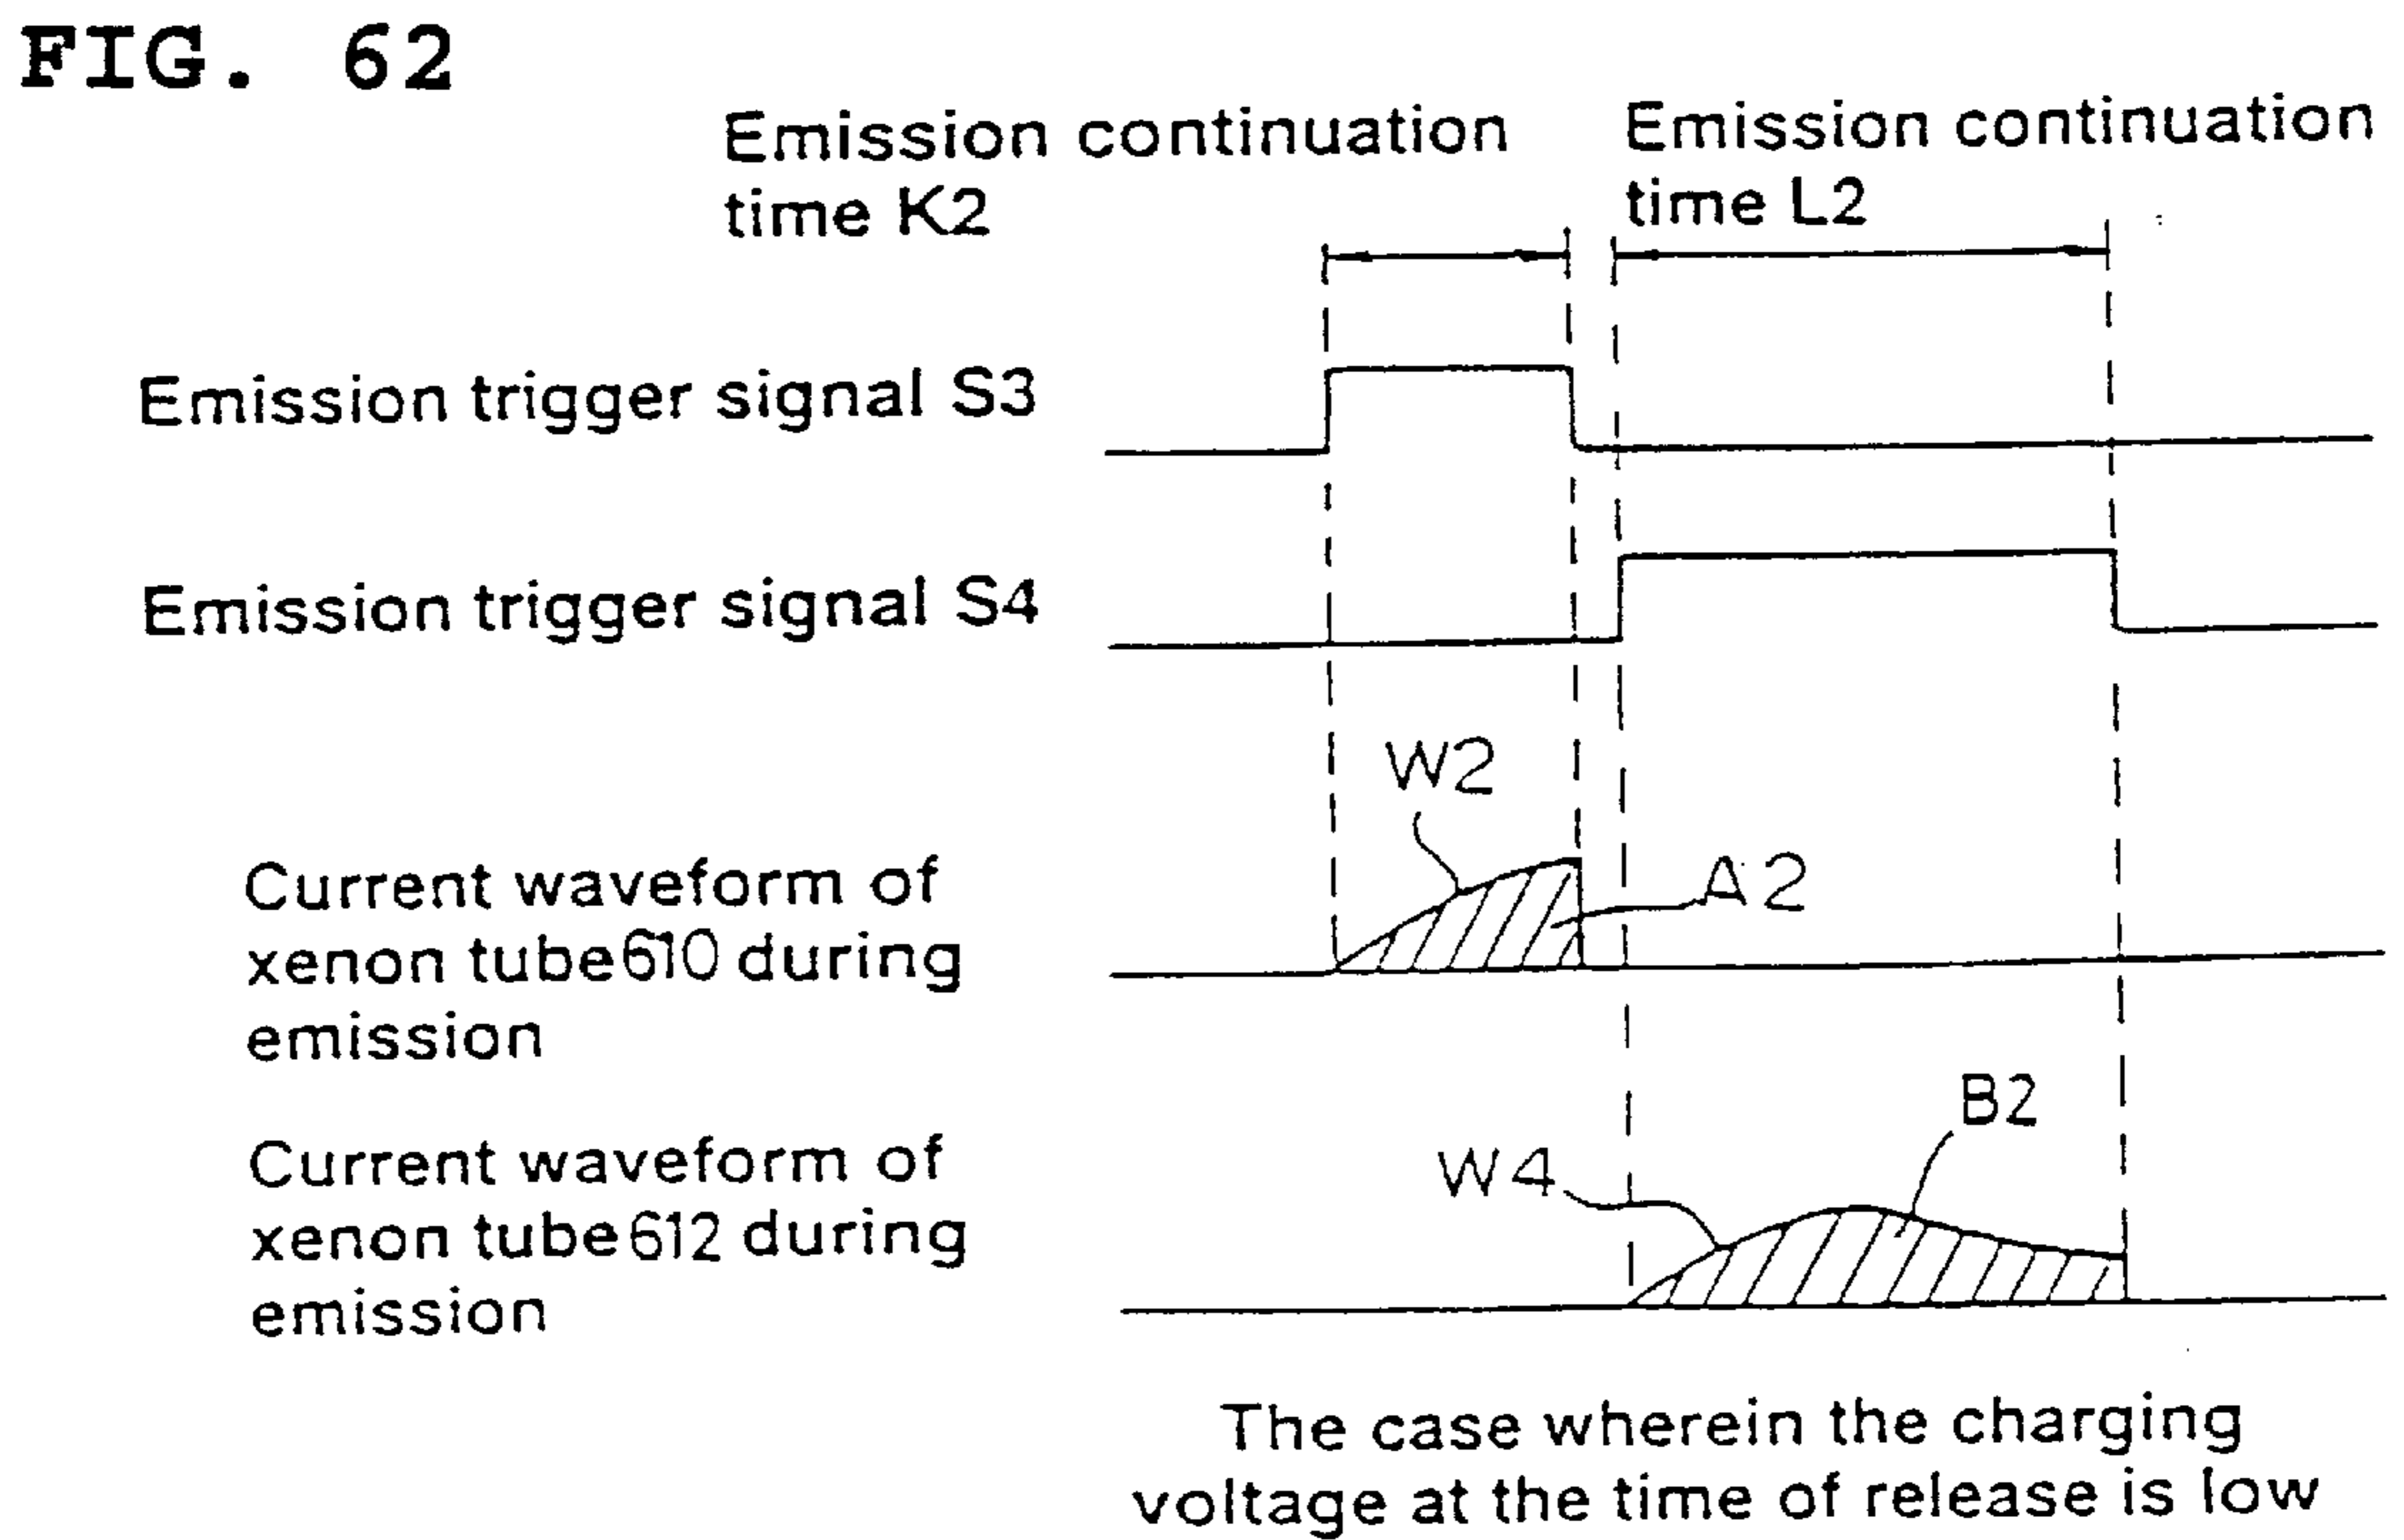 FIG. 62
Emission continuation
time K2
Emission continuation
time L2
Emission trigger signal S3
Emission trigger signal S4
W2
A2
Current waveform of
xenon tube610 during
emission
B2
W4
Current waveform of
xenon tube612 during
emission
The case wherein the charging
voltage at the time of release is low